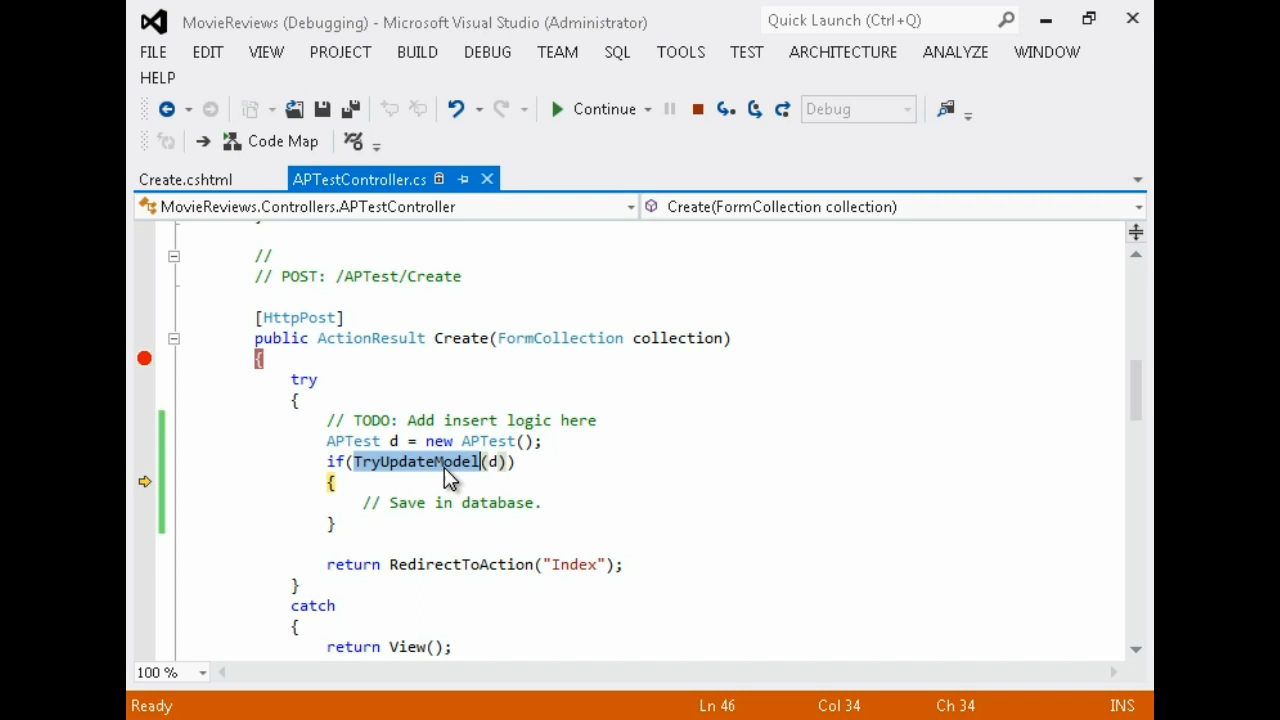 MovieReviews (Debugging) - Microsoft Visual Studio (Administrator)
Quick Launch (Ctrl+Q)
FILE EDIT VIEW PROJECT BUILD DEBUG TEAM SQL TOOLS TEST ARCHITECTURE ANALYZE WINDOW
HELP
Continue Debug
Code Map
Create.cshtml APTestController.cs
MovieReviews.Controllers.APTestController Create(FormCollection collection)
//
// POST: /APTest/Create
[HttpPost]
public ActionResult Create(FormCollection collection)
{
try
{
// TODO: Add insert logic here
APTest d = new APTest();
if(TryUpdateModel(d))
{
// Save in database.
}
return RedirectToAction("Index");
}
catch
{
return View();
100 %
Ready Ln 46 Col 34 Ch 34 INS